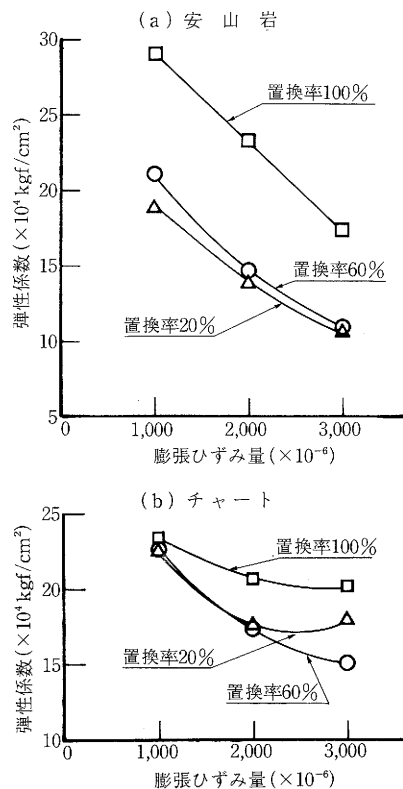 (a) 安山岩
30
25
20
15
10
5
弾性係数(×10⁴ kgf/cm²)
置換率100%
置換率60%
置換率20%
0 1,000 2,000 3,000
膨張ひずみ量(×10⁻⁶)
(b) チャート
25
20
15
10
弾性係数(×10⁴ kgf/cm²)
置換率100%
置換率20%
置換率60%
0 1,000 2,000 3,000
膨張ひずみ量(×10⁻⁶)